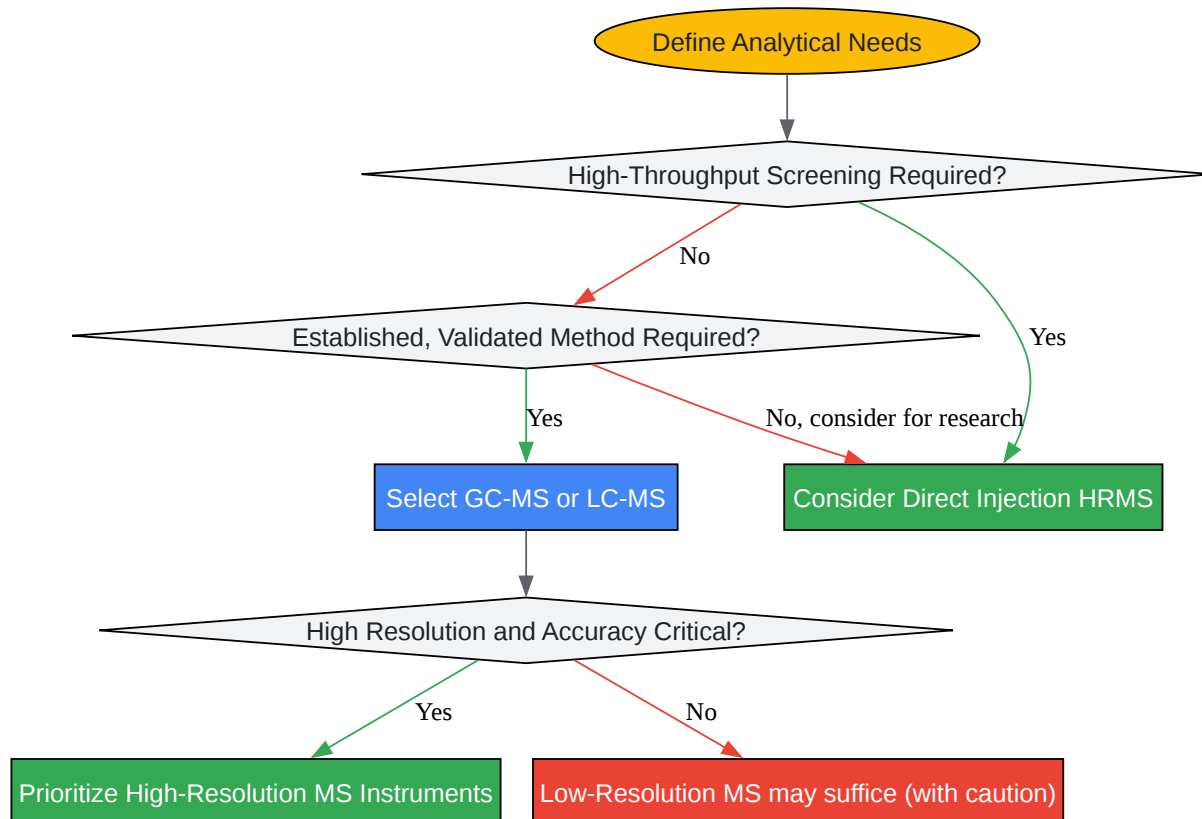 Define Analytical Needs
High-Throughput Screening Required?
No
Yes
Established, Validated Method Required?
Yes
No, consider for research
Select GC-MS or LC-MS
Consider Direct Injection HRMS
High Resolution and Accuracy Critical?
Yes
No
Prioritize High-Resolution MS Instruments
Low-Resolution MS may suffice (with caution)